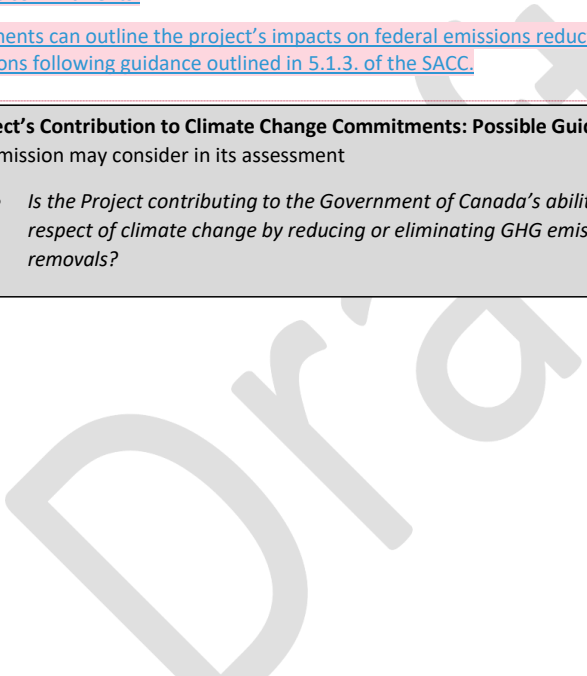 ments can outline the project's impacts on federal emissions reduc
ons following guidance outlined in 5.1.3. of the SACC.
ect's Contribution to Climate Change Commitments: Possible Guid
mission may consider in its assessment
Is the Project contributing to the Government of Canada's abilit
respect of climate change by reducing or eliminating GHG emis
removals?
Draft